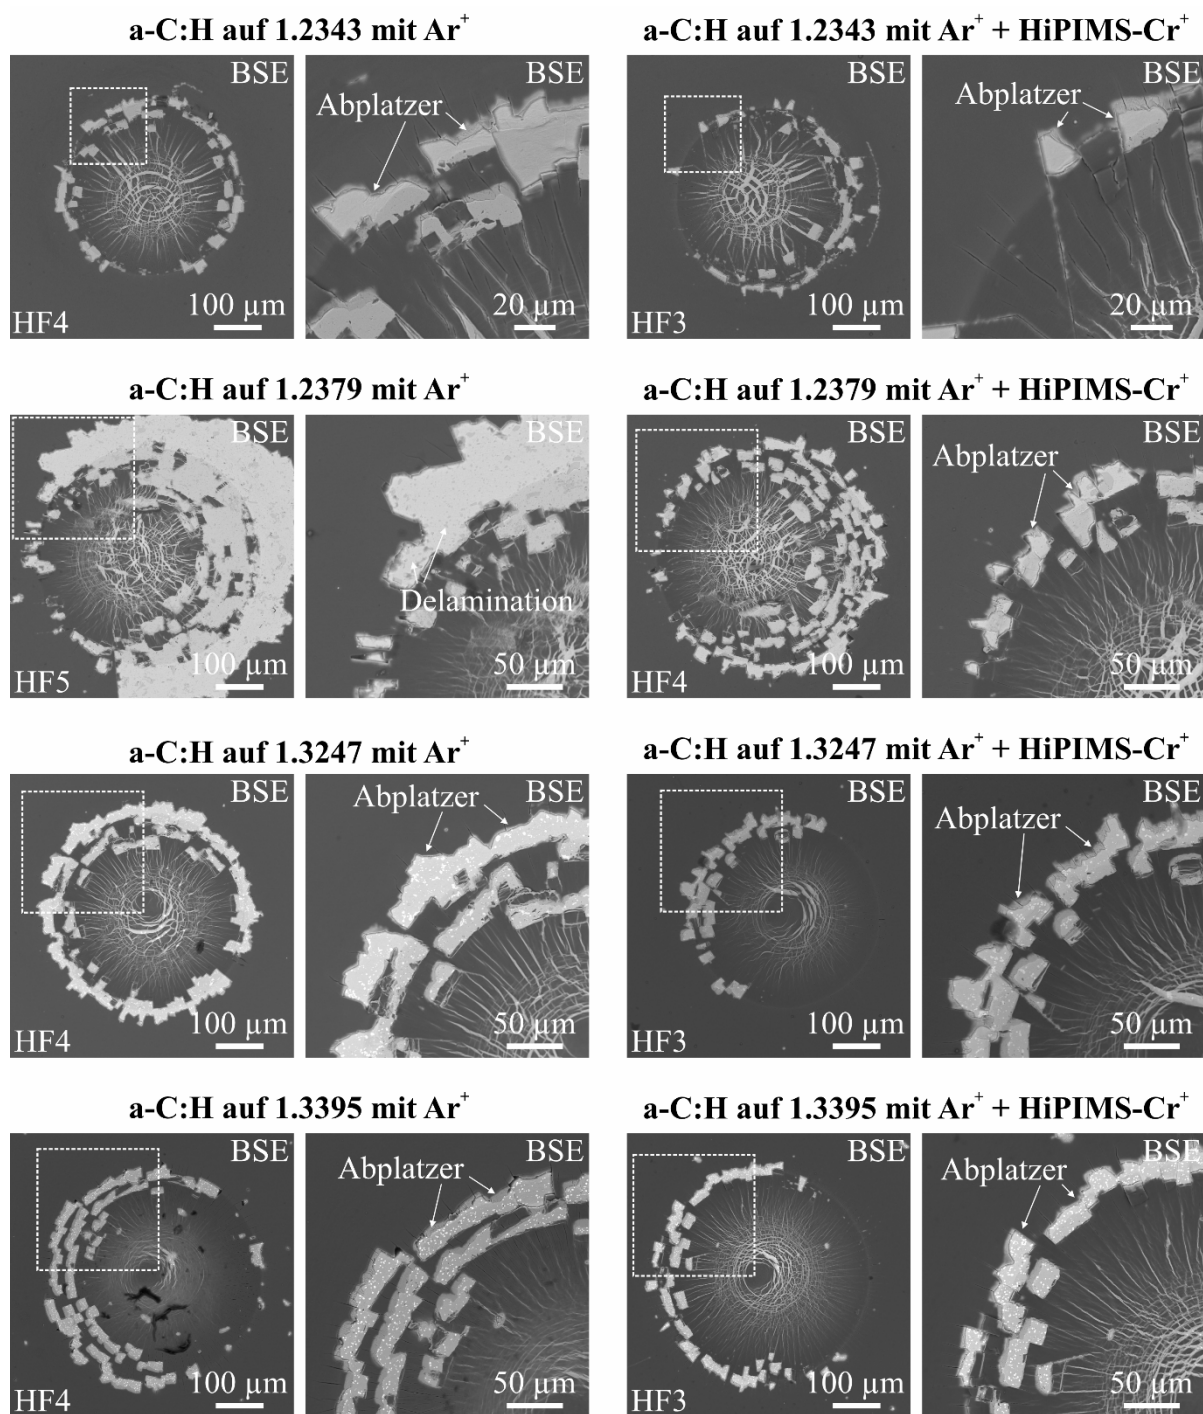 a-C:H auf 1.2343 mit Ar⁺
a-C:H auf 1.2343 mit Ar⁺ + HiPIMS-Cr⁺
BSE
100 µm
HF4
BSE
Abplatzer
20 µm
BSE
100 µm
HF3
BSE
Abplatzer
20 µm
a-C:H auf 1.2379 mit Ar⁺
a-C:H auf 1.2379 mit Ar⁺ + HiPIMS-Cr⁺
BSE
100 µm
HF5
BSE
Delamination
50 µm
BSE
100 µm
HF4
BSE
Abplatzer
50 µm
a-C:H auf 1.3247 mit Ar⁺
a-C:H auf 1.3247 mit Ar⁺ + HiPIMS-Cr⁺
BSE
100 µm
HF4
BSE
Abplatzer
50 µm
BSE
100 µm
HF3
BSE
Abplatzer
50 µm
a-C:H auf 1.3395 mit Ar⁺
a-C:H auf 1.3395 mit Ar⁺ + HiPIMS-Cr⁺
BSE
100 µm
HF4
BSE
Abplatzer
50 µm
BSE
100 µm
HF3
BSE
Abplatzer
50 µm